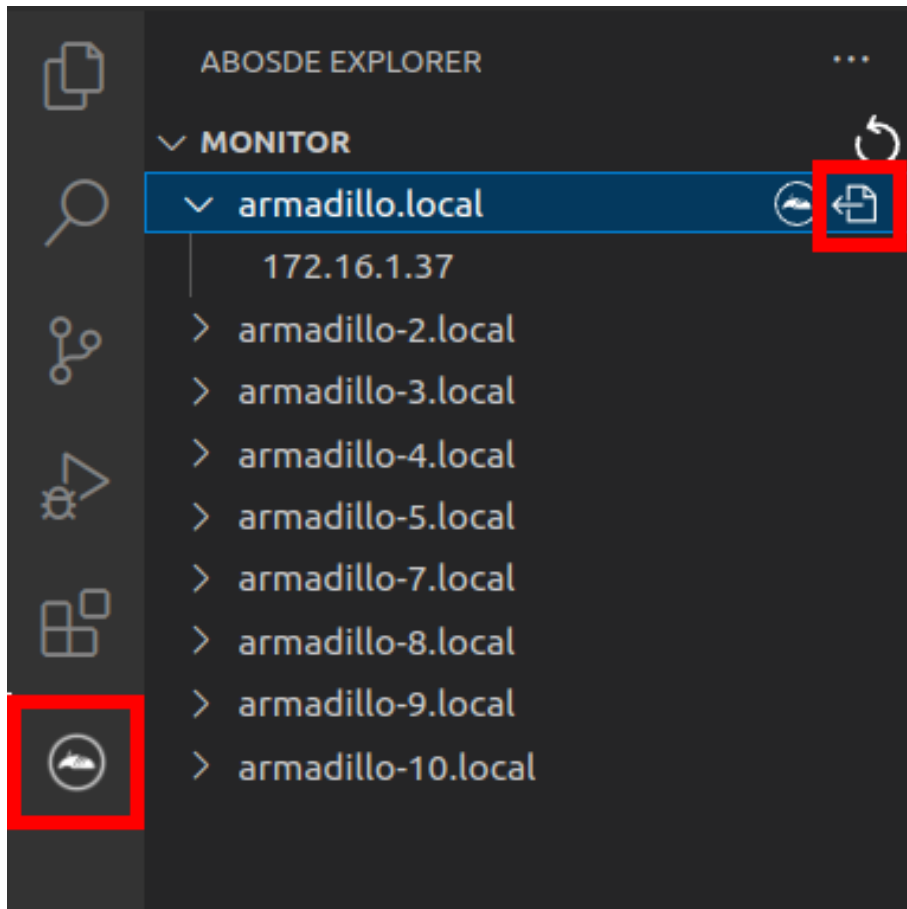 ABOSDE EXPLORER
MONITOR
armadillo.local
172.16.1.37
armadillo-2.local
armadillo-3.local
armadillo-4.local
armadillo-5.local
armadillo-7.local
armadillo-8.local
armadillo-9.local
armadillo-10.local